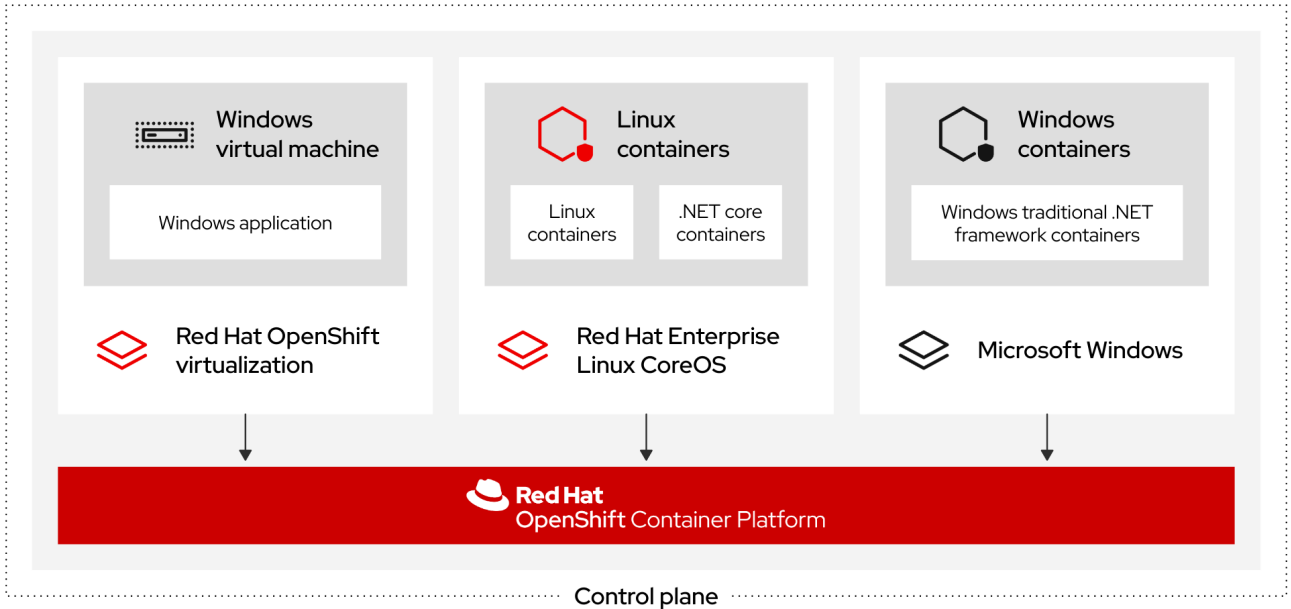 Windows
virtual machine
Windows application
Red Hat OpenShift
virtualization
Linux
containers
Linux
containers
.NET core
containers
Red Hat Enterprise
Linux CoreOS
Windows
containers
Windows traditional .NET
framework containers
Microsoft Windows
Red Hat
OpenShift Container Platform
Control plane